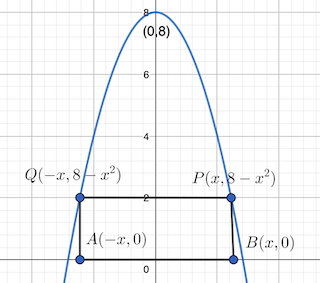 8
(0,8)
6
4
Q(−x, 8 − x²)
P(x, 8 − x²)
2
A(−x, 0)
B(x, 0)
0